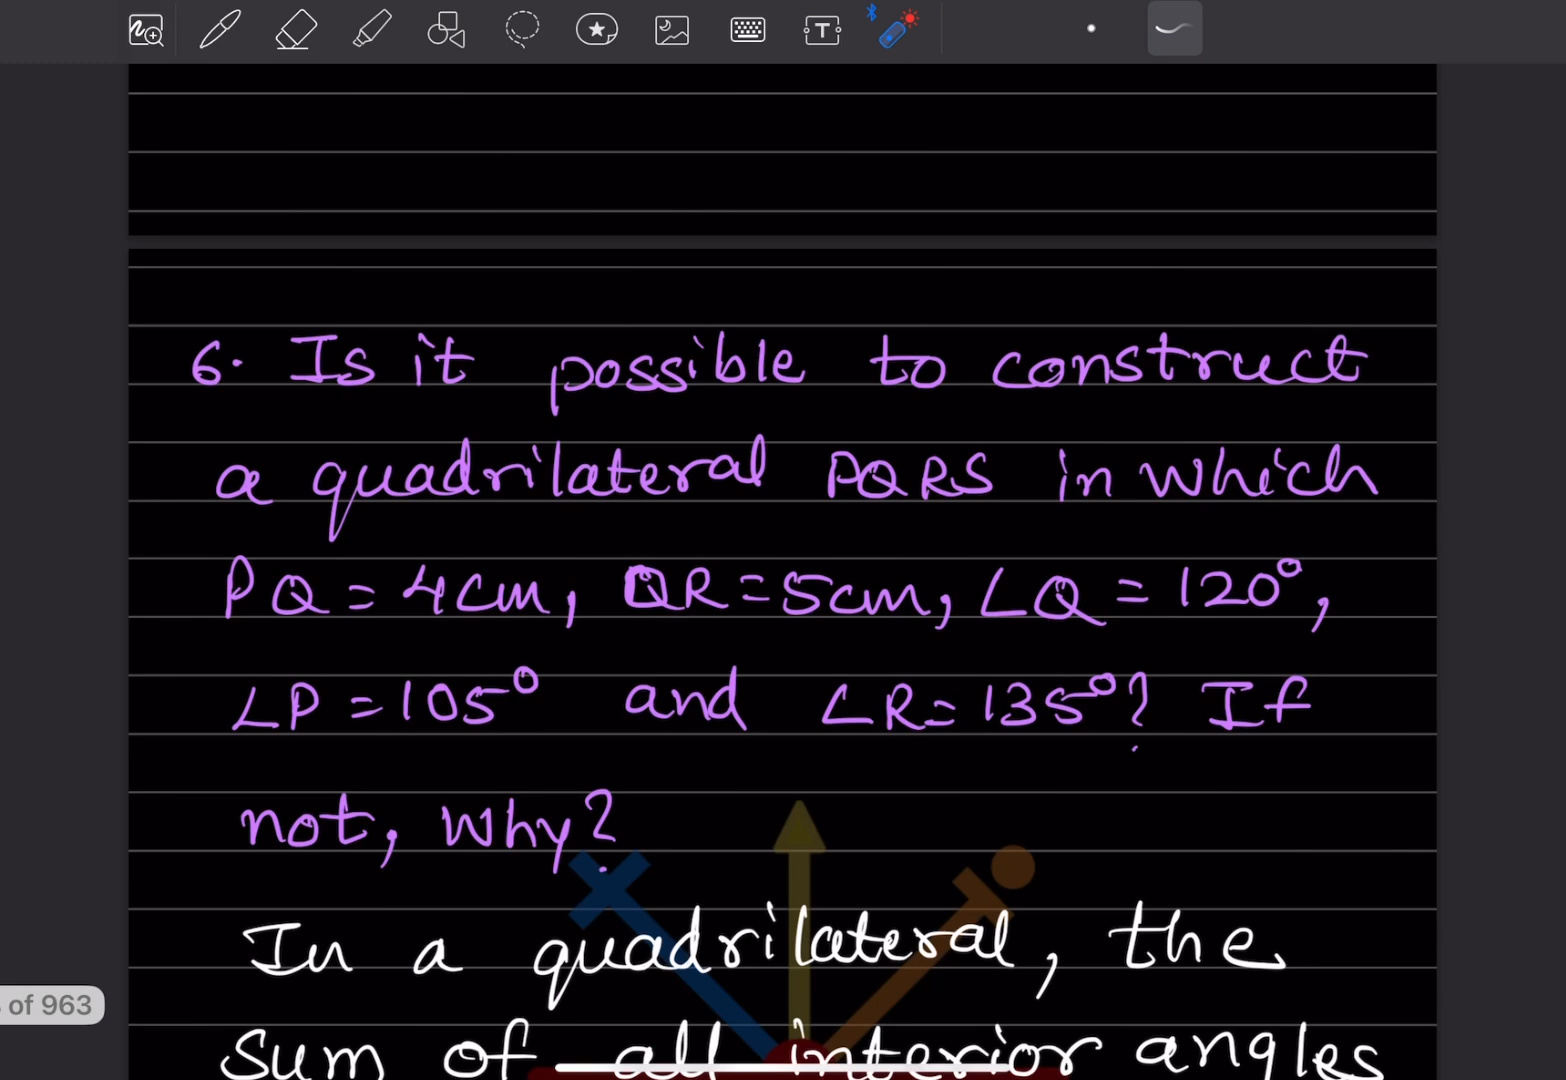 6. Is it possible to construct
a quadrilateral PQRS in which
PQ = 4cm, QR = 5cm, ∠Q = 120°,
∠P = 105° and ∠R = 135°? If
not, why?
In a quadrilateral, the
of 963
sum of all interior angles